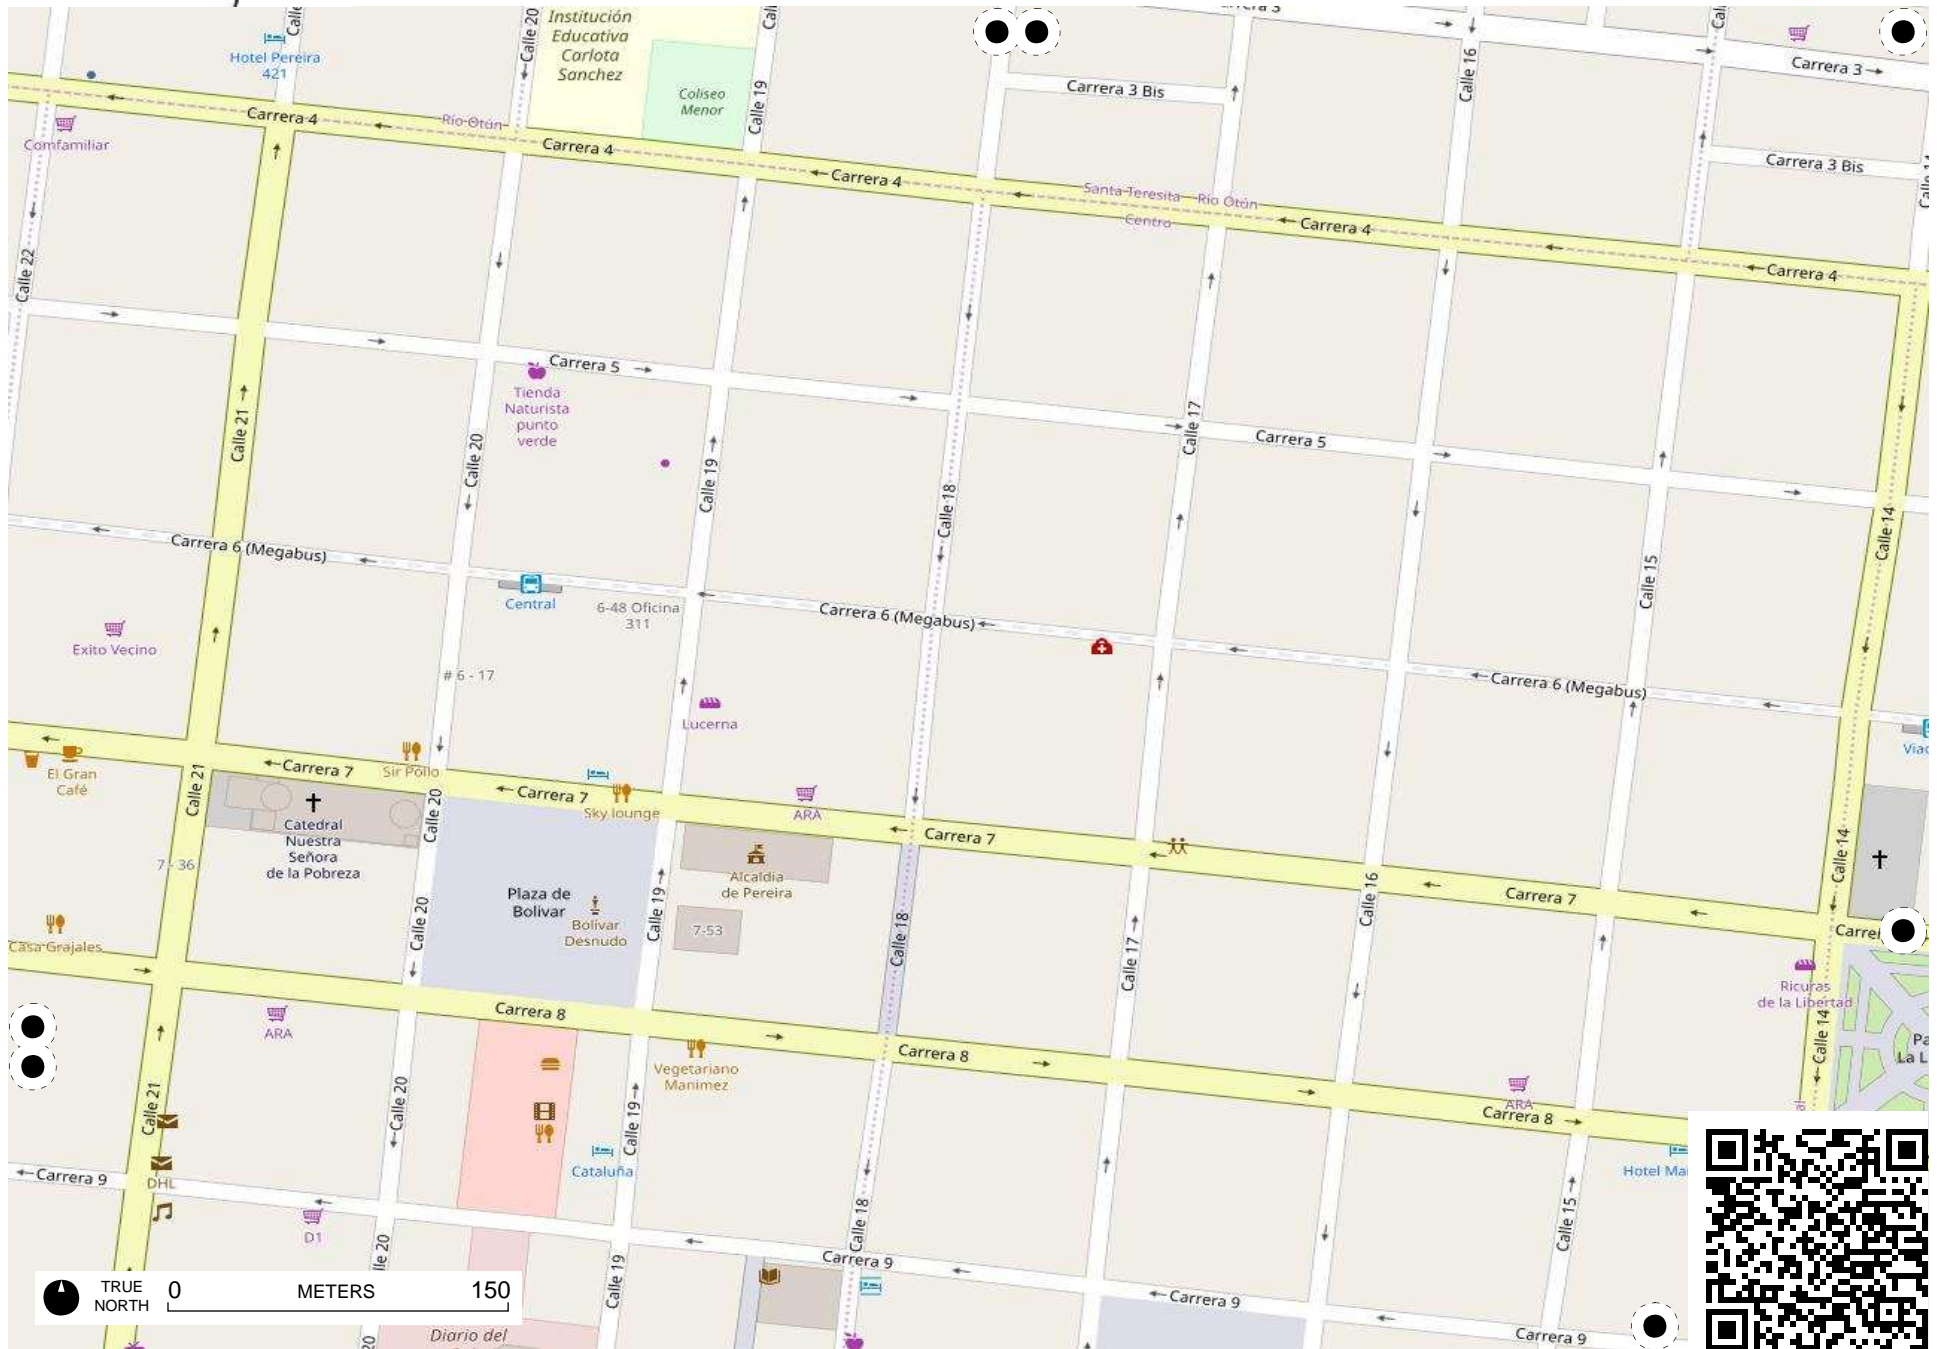 Carrera 3
Calle 20
Institución
Educativa
Carlota
Sanchez
Hotel Pereira
421
Coliseo
Menor
Calle 19
Calle 16
Carrera 3 Bis
Carrera 3
Carrera 4
Río Otún
Comfamiliar
Carrera 4
Carrera 4
Santa Teresita
Río Otún
Centro
Carrera 4
Carrera 3 Bis
Carrera 4
Calle 22
Carrera 5
Tienda
Naturista
punto
verde
Calle 21
Calle 20
Calle 19
Calle 18
Calle 17
Carrera 5
Calle 14
Calle 15
Carrera 6 (Megabus)
Central
6-48 Oficina
311
Carrera 6 (Megabus)
Exito Vecino
# 6 - 17
Carrera 6 (Megabus)
Lucerna
El Gran
Café
Calle 21
Carrera 7
Sir Pollo
Carrera 7
Sky lounge
ARA
Catedral
Nuestra
Señora
de la Pobreza
Calle 20
Carrera 7
7 - 36
Alcaldía
de Pereira
Calle 14
Plaza de
Bolívar
Bolívar
Desnudo
Calle 20
Calle 19
7-53
Calle 18
Calle 17
Calle 16
Carrera 7
Casa Grajales
Ricuras
de la Libertad
Carrera 8
ARA
Vegetariano
Manimez
Carrera 8
Calle 14
Calle 21
Calle 20
Calle 19
ARA
Carrera 8
Cataluña
Carrera 9
DHL
D1
Calle 18
Calle 15
Carrera 9
Calle 19
Carrera 9
Carrera 9
TRUE
NORTH
0 METERS 150
Diario del